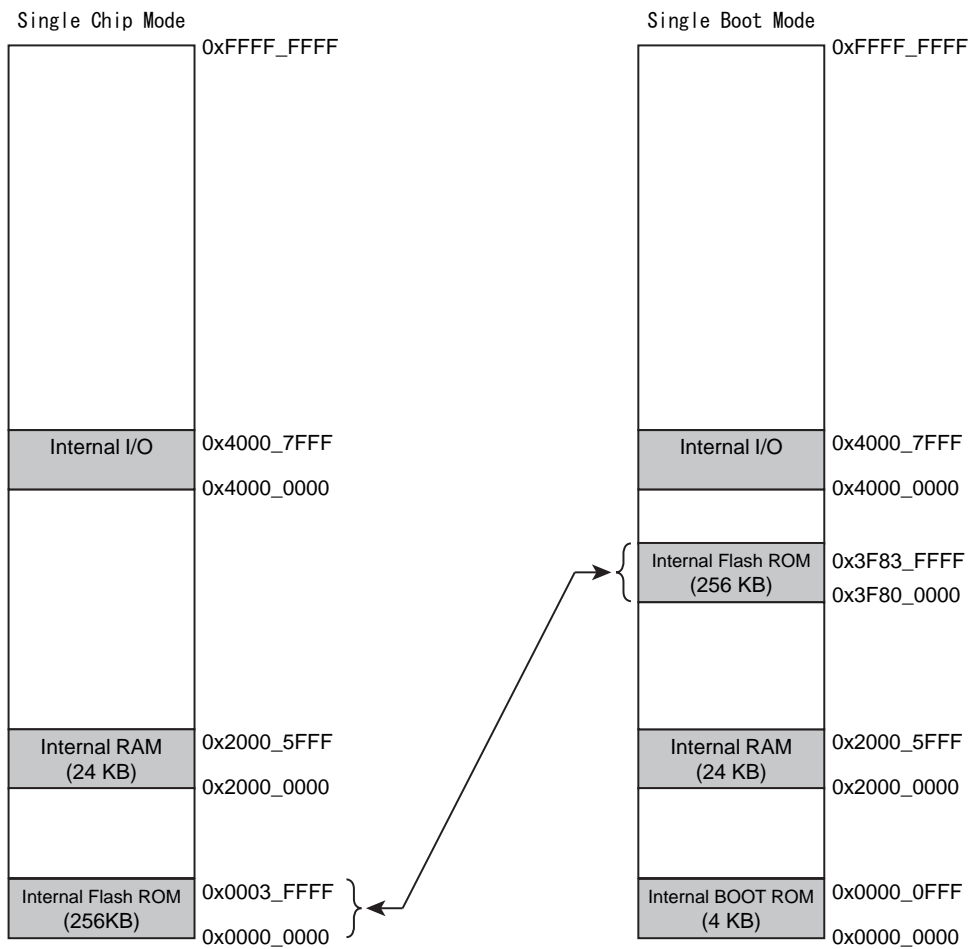 Single Chip Mode
0xFFFF_FFFF
Internal I/O
0x4000_7FFF
0x4000_0000
Internal RAM
(24 KB)
0x2000_5FFF
0x2000_0000
Internal Flash ROM
(256KB)
0x0003_FFFF
0x0000_0000
Single Boot Mode
0xFFFF_FFFF
Internal I/O
0x4000_7FFF
0x4000_0000
Internal Flash ROM
(256 KB)
0x3F83_FFFF
0x3F80_0000
Internal RAM
(24 KB)
0x2000_5FFF
0x2000_0000
Internal BOOT ROM
(4 KB)
0x0000_0FFF
0x0000_0000